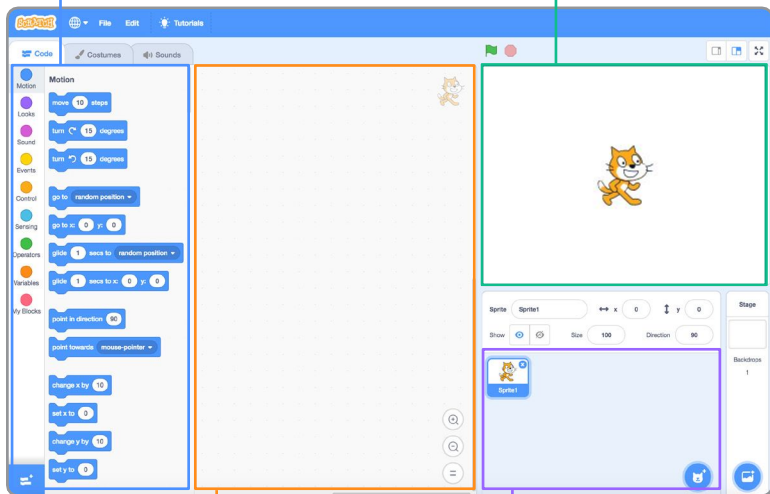 SCRATCH File Edit Tutorials
Code Costumes Sounds
Motion
Looks
Sound
Events
Control
Sensing
Operators
Variables
My Blocks
Motion
move 10 steps
turn 15 degrees
turn 15 degrees
go to random position
go to x: 0 y: 0
glide 1 secs to random position
glide 1 secs to x: 0 y: 0
point in direction 90
point towards mouse-pointer
change x by 10
set x to 0
change y by 10
set y to 0
Sprite Sprite1 x 0 y 0
Show Size 100 Direction 90
Sprite1
Stage
Backdrops
1